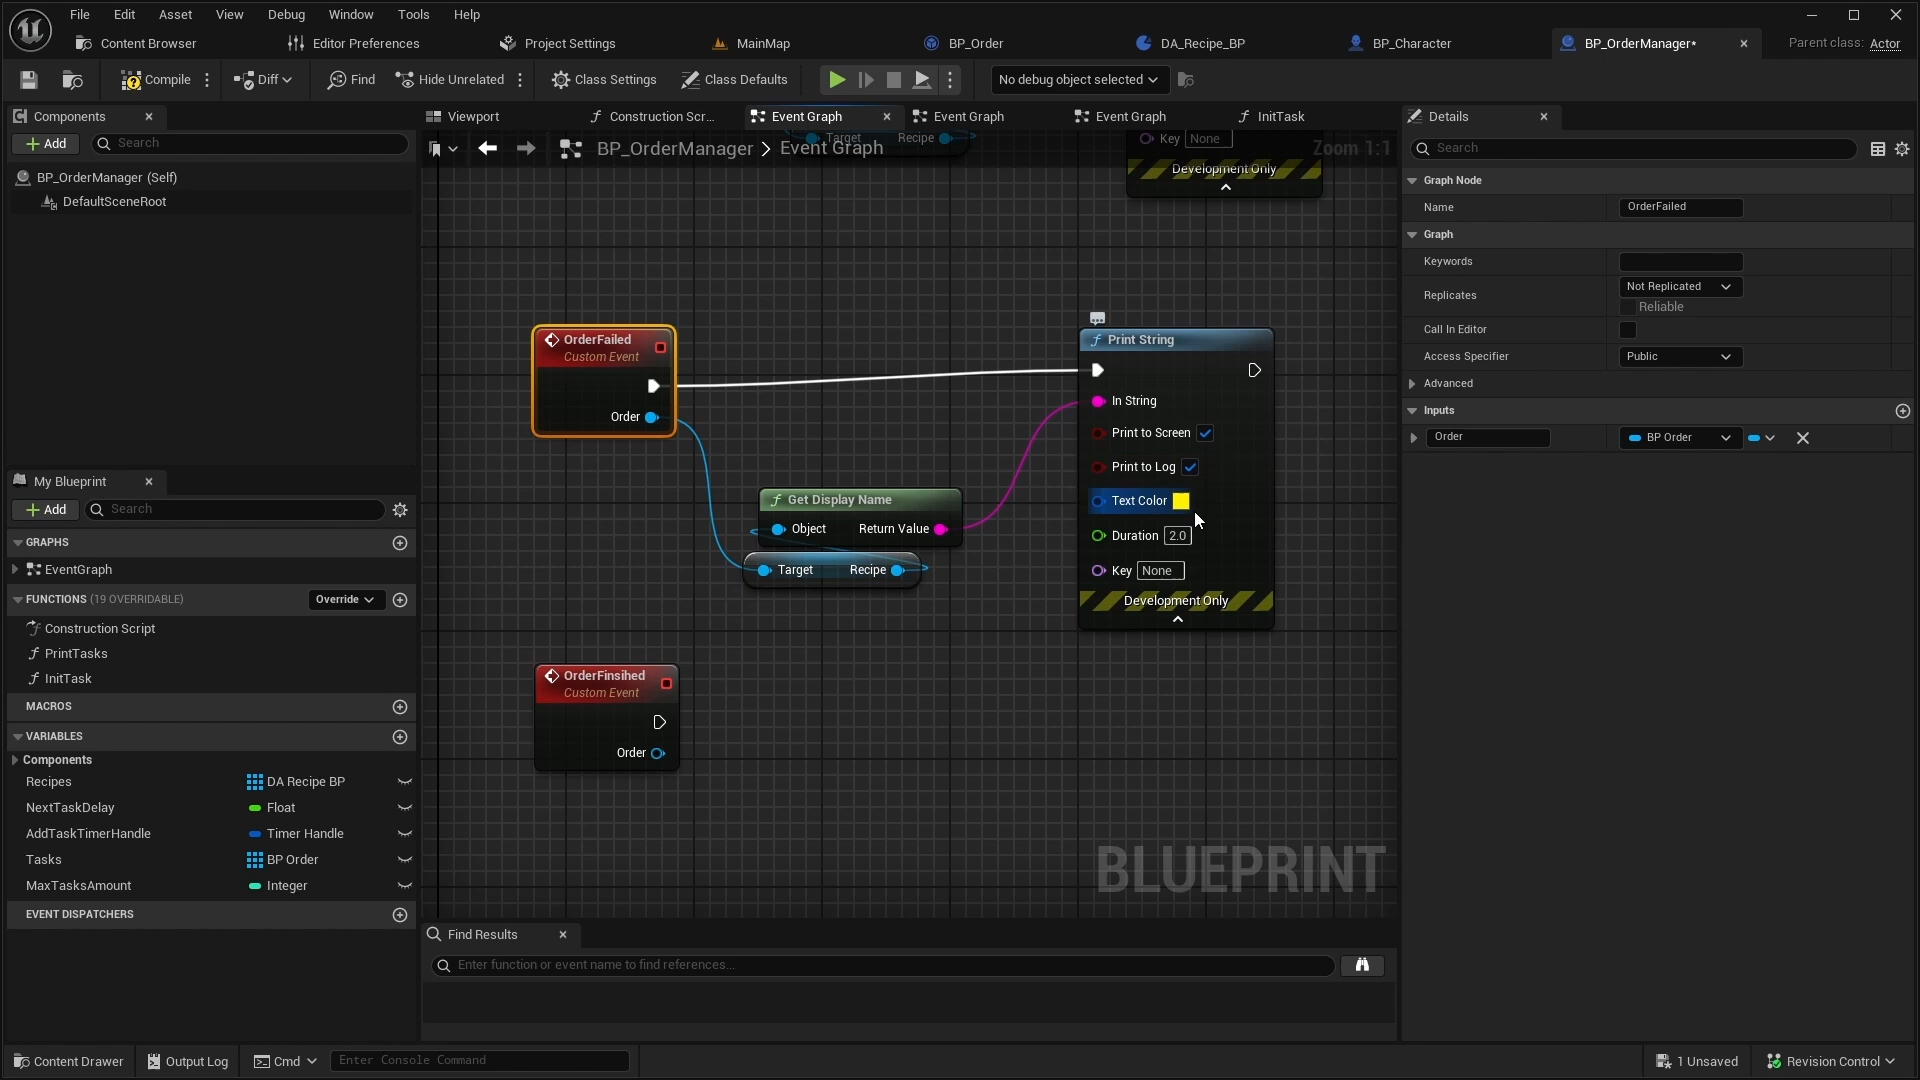 File Edit Asset View Debug Window Tools Help
Content Browser Editor Preferences Project Settings MainMap BP_Order DA_Recipe_BP BP_Character BP_OrderManager* Parent class: Actor
Compile Diff Find Hide Unrelated Class Settings Class Defaults No debug object selected
Components
Add Search
BP_OrderManager (Self)
DefaultSceneRoot
My Blueprint
Add Search
GRAPHS
EventGraph
FUNCTIONS (19 OVERRIDABLE) Override
Construction Script
PrintTasks
InitTask
MACROS
VARIABLES
Components
Recipes DA Recipe BP
NextTaskDelay Float
AddTaskTimerHandle Timer Handle
Tasks BP Order
MaxTasksAmount Integer
EVENT DISPATCHERS
Viewport Construction Scr... Event Graph Event Graph Event Graph InitTask
Target Recipe
Key None
BP_OrderManager > Event Graph
Zoom 1:1
Development Only
OrderFailed
Custom Event
Order
Get Display Name
Object Return Value
Target Recipe
Print String
In String
Print to Screen
Print to Log
Text Color
Duration 2.0
Key None
Development Only
OrderFinsihed
Custom Event
Order
BLUEPRINT
Find Results
Enter function or event name to find references...
Details
Search
Graph Node
Name OrderFailed
Graph
Keywords
Replicates Not Replicated
Reliable
Call In Editor
Access Specifier Public
Advanced
Inputs
Order BP Order
Content Drawer Output Log Cmd Enter Console Command 1 Unsaved Revision Control